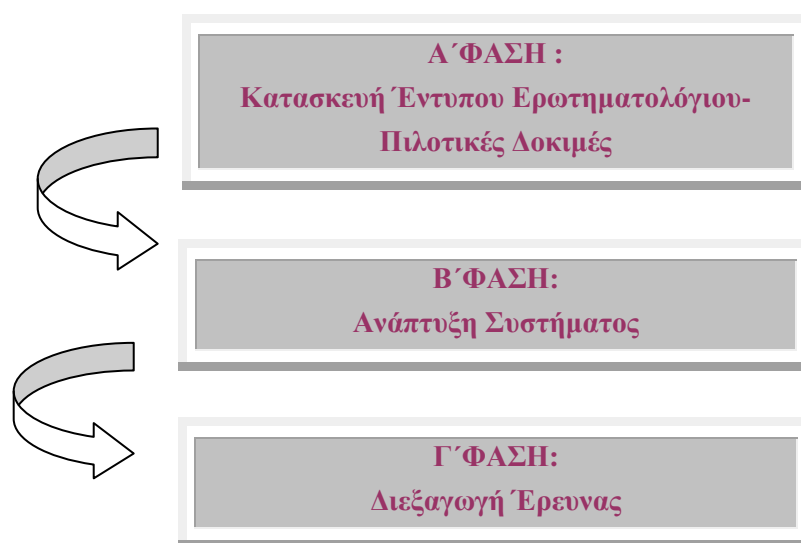 Α΄ΦΑΣΗ :
Κατασκευή Έντυπου Ερωτηματολόγιου-
Πιλοτικές Δοκιμές
Β΄ΦΑΣΗ:
Ανάπτυξη Συστήματος
Γ΄ΦΑΣΗ:
Διεξαγωγή Έρευνας